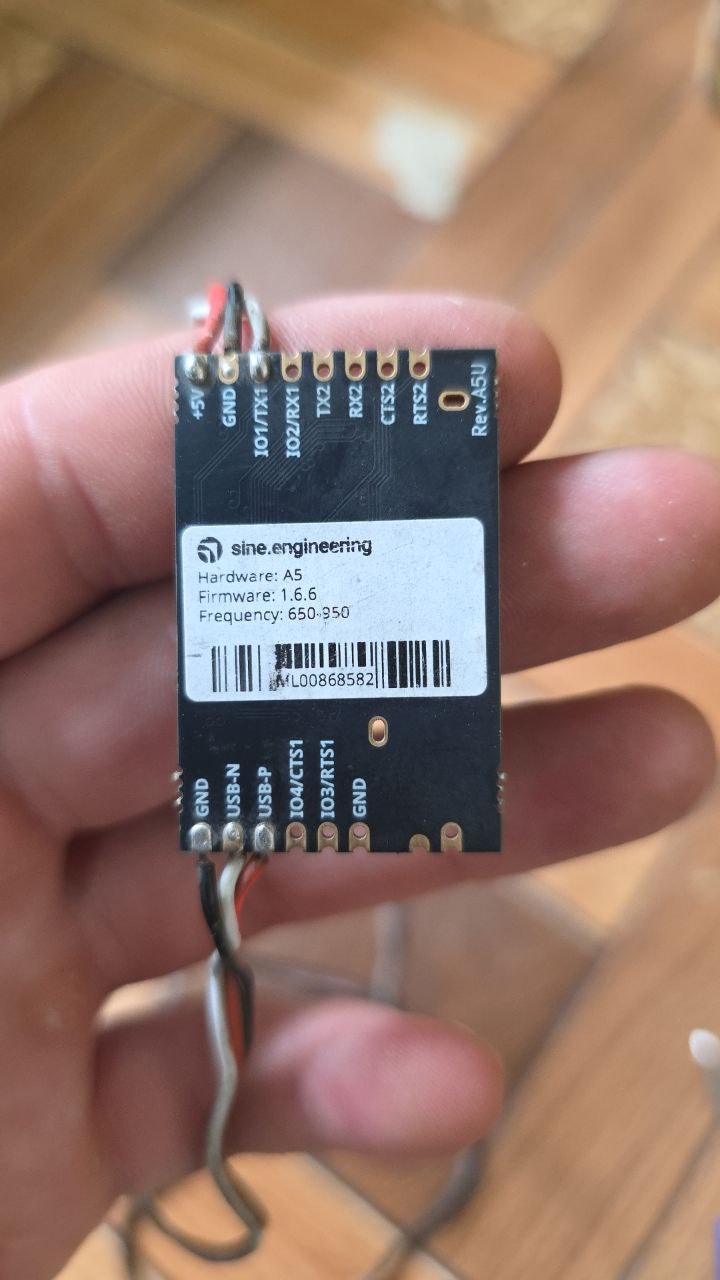 +5V
GND
IO1/TX1
IO2/RX1
TX2
RX2
CTS2
RTS2
Rev.A5U
sine.engineering
Hardware: A5
Firmware: 1.6.6
Frequency: 650-950
ML00868582
GND
USB-N
USB-P
IO4/CTS1
IO3/RTS1
GND